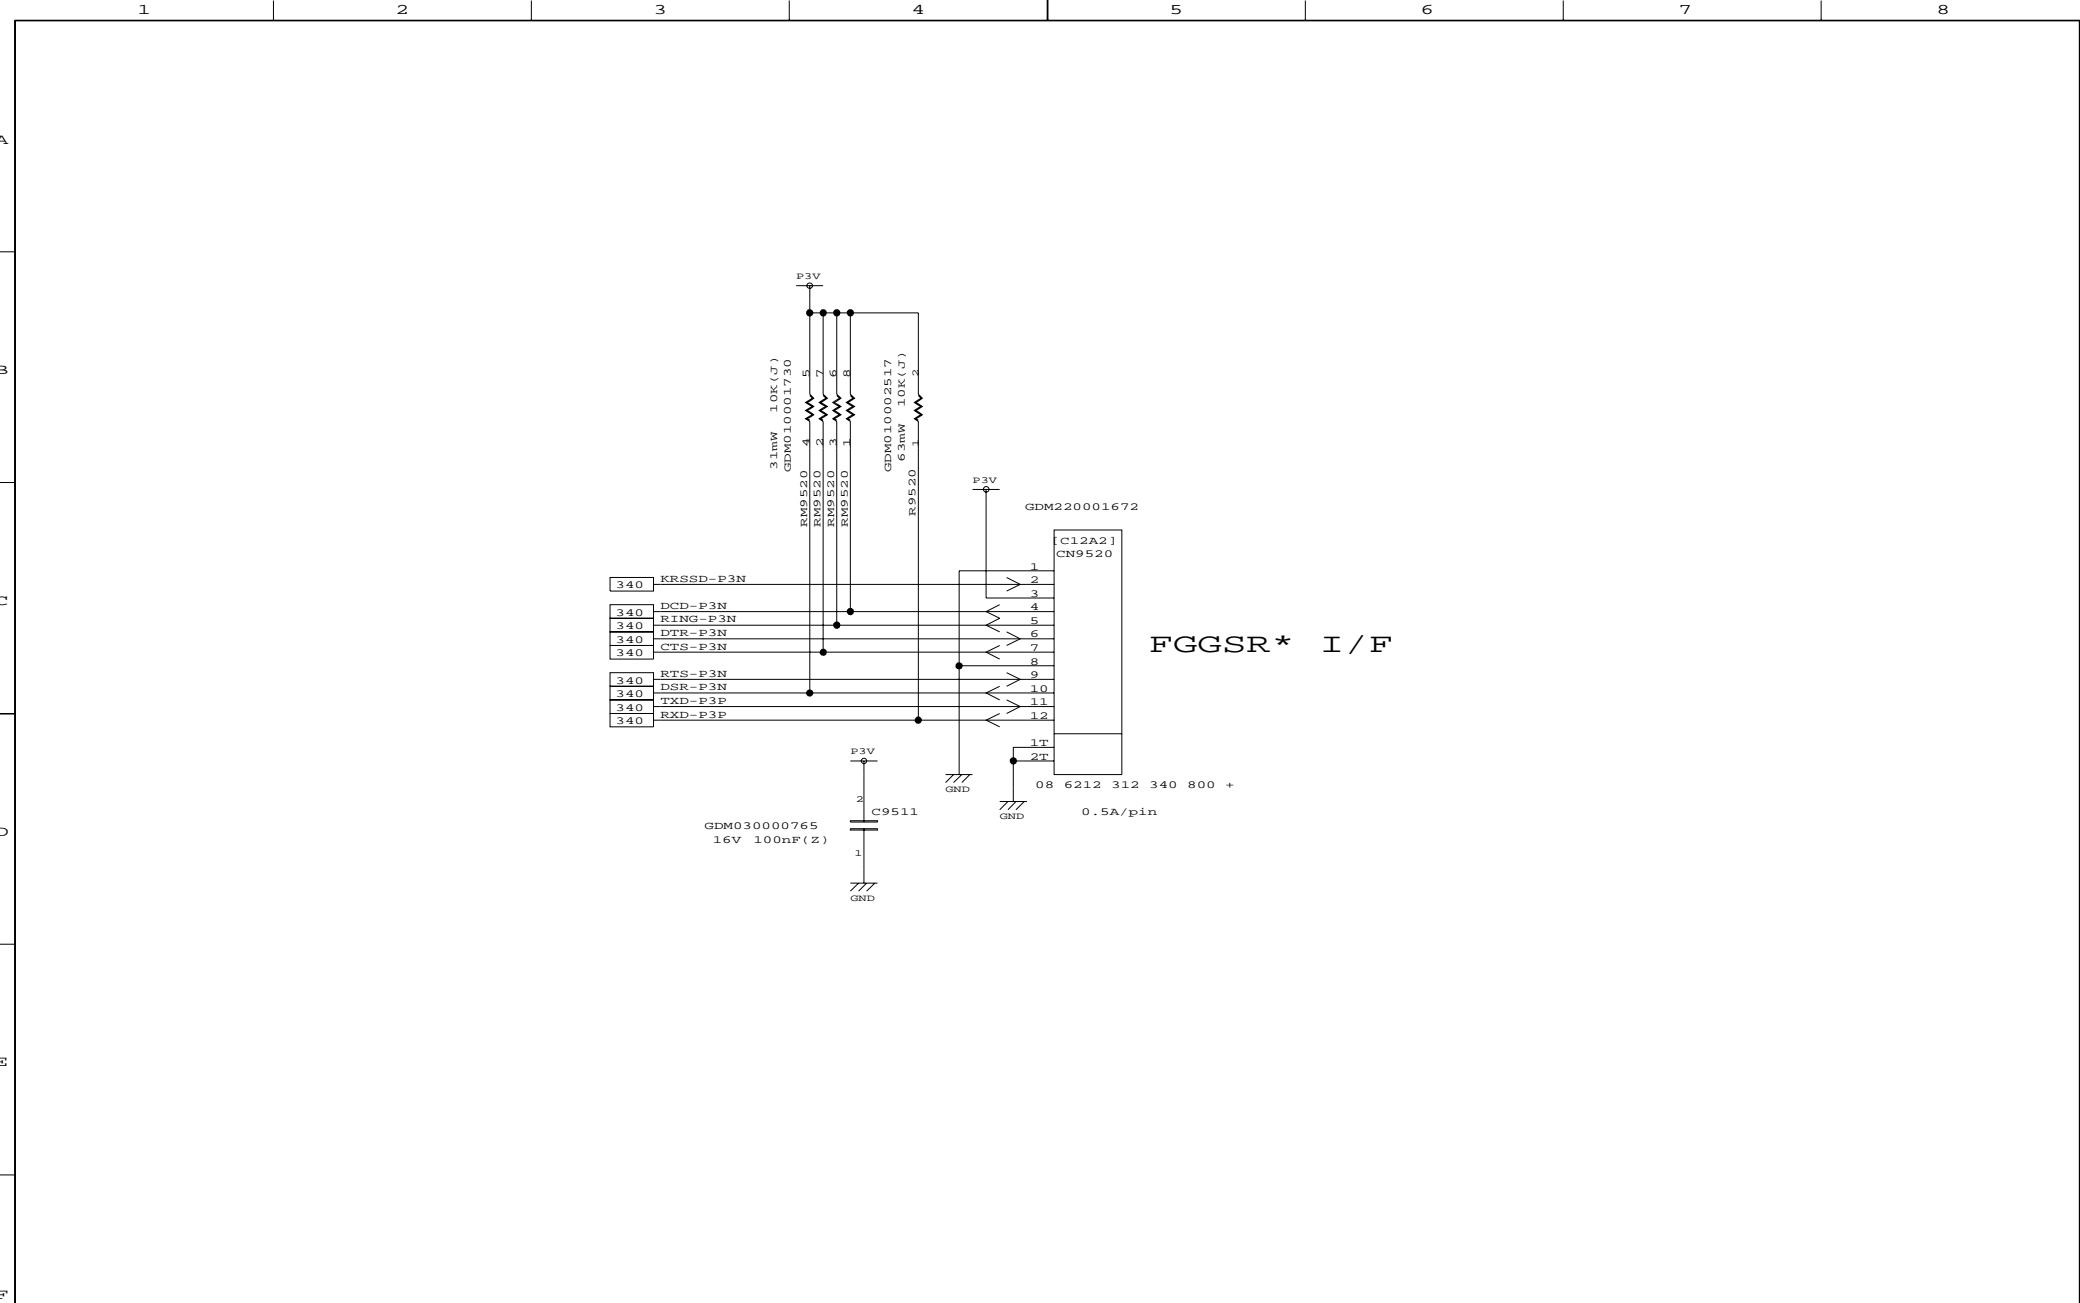 1 2 3 4 5 6 7 8
A
P3V
B
31mW 10K(J)
GDM010001730
5 7 6 8
4 2 3 1
RM9520
RM9520
RM9520
RM9520
GDM010002517
63mW 10K(J)
2
1
R9520
P3V
GDM220001672
[C12A2]
CN9520
1
340 KRSSD-P3N 2
C
3
340 DCD-P3N 4
340 RING-P3N 5
340 DTR-P3N 6
340 CTS-P3N 7
FGGSR* I/F
8
340 RTS-P3N 9
340 DSR-P3N 10
340 TXD-P3P 11
340 RXD-P3P 12
1T
2T
P3V
GND
08 6212 312 340 800 +
2
C9511
0.5A/pin
GND
GDM030000765
16V 100nF(Z)
1
D
GND
E
F